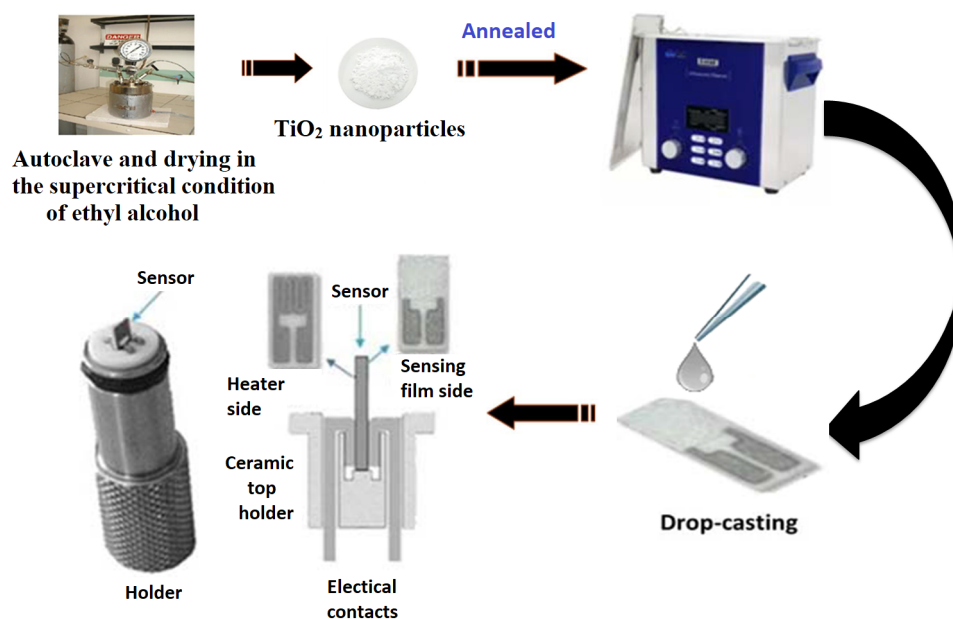 DANGER
Annealed
TiO₂ nanoparticles
Autoclave and drying in
the supercritical condition
of ethyl alcohol
Sensor
Sensor
Heater
side
Sensing
film side
Ceramic
top
holder
Drop-casting
Holder
Electical
contacts